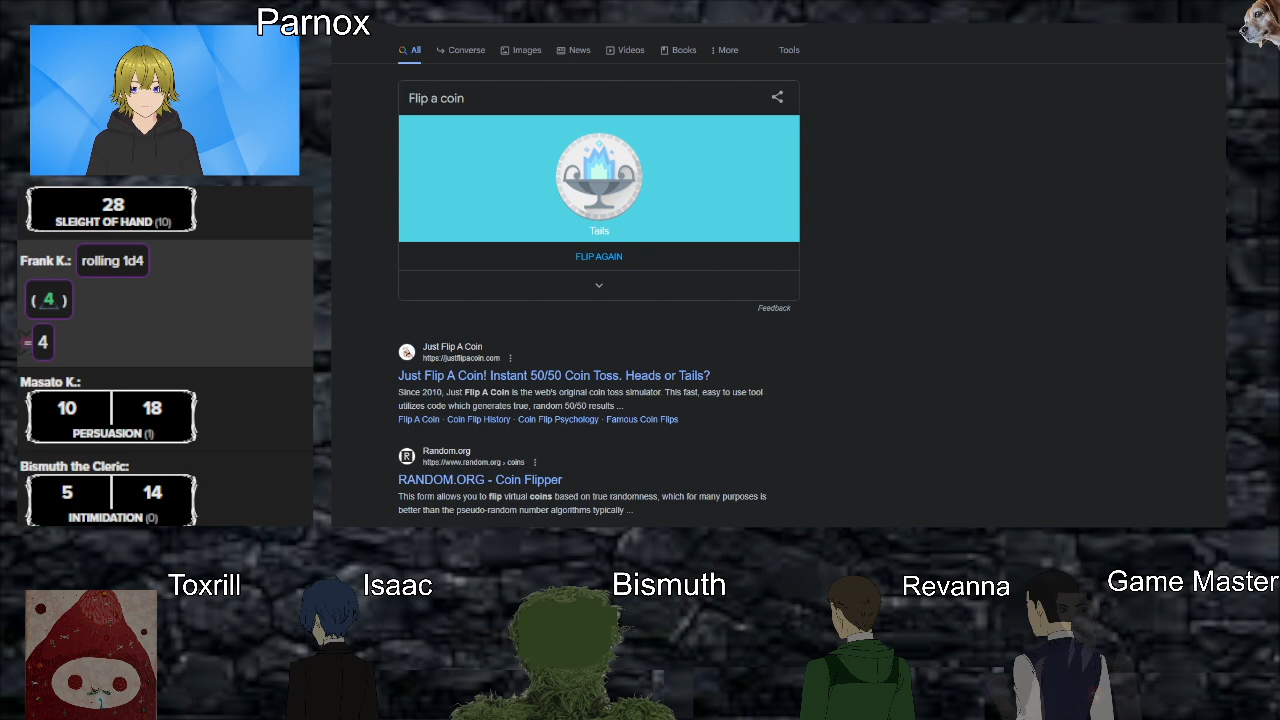 Parnox
All
Converse
Images
News
Videos
Books
More
Tools
Flip a coin
Tails
FLIP AGAIN
Feedback
Just Flip A Coin
https://justflipacoin.com
Just Flip A Coin! Instant 50/50 Coin Toss. Heads or Tails?
Since 2010, Just Flip A Coin is the web's original coin toss simulator. This fast, easy to use tool
utilizes code which generates true, random 50/50 results ...
Flip A Coin · Coin Flip History · Coin Flip Psychology · Famous Coin Flips
R
Random.org
https://www.random.org › coins
RANDOM.ORG - Coin Flipper
This form allows you to flip virtual coins based on true randomness, which for many purposes is
better than the pseudo-random number algorithms typically ...
28
SLEIGHT OF HAND (10)
Frank K.: rolling 1d4
( 4 )
= 4
Masato K.:
10 18
PERSUASION (1)
Bismuth the Cleric:
5 14
INTIMIDATION (0)
Toxrill
Isaac
Bismuth
Revanna
Game Master